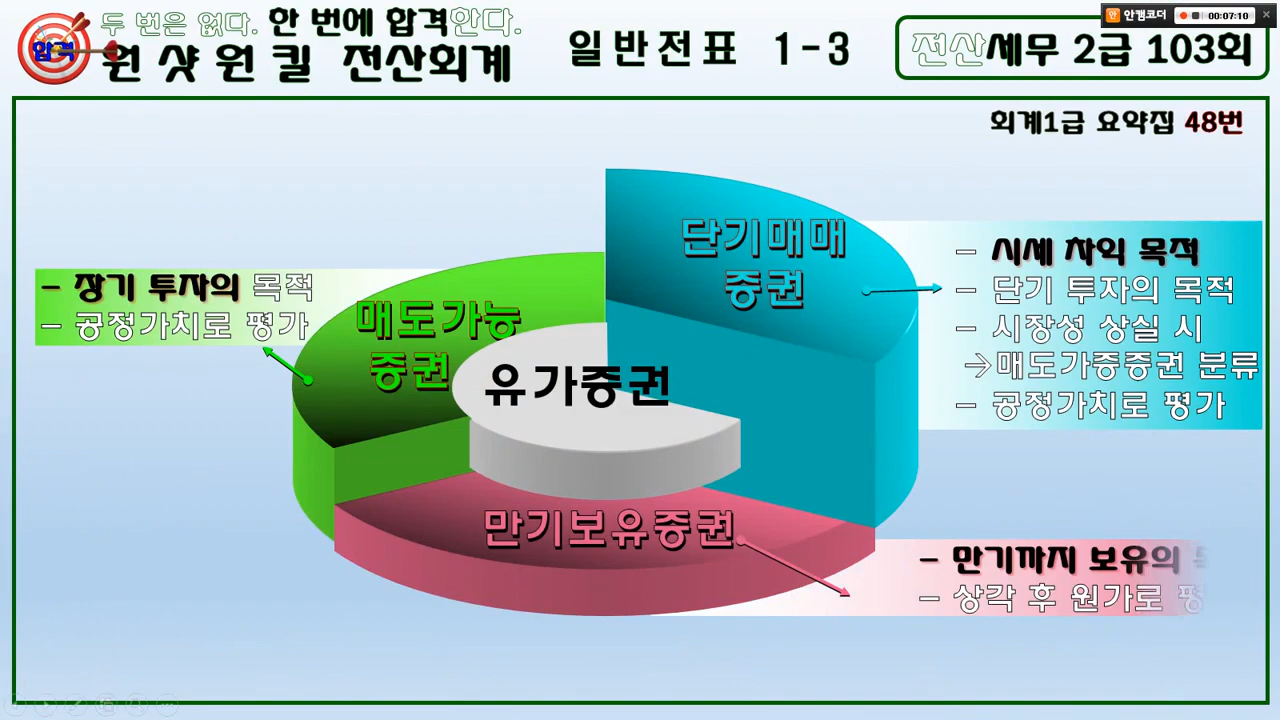 두 번은 없다. 한 번에 합격한다.
합격
원 샷 원 킬 전산회계
일반전표 1-3
안캠코더
00:07:10
전산세무 2급 103회
회계1급 요약집 48번
단기매매
증권
- 시세 차익 목적
- 단기 투자의 목적
- 시장성 상실 시
→매도가증증권 분류
- 공정가치로 평가
- 장기 투자의 목적
- 공정가치로 평가
매도가능
증권
유가증권
만기보유증권
- 만기까지 보유의
- 상각 후 원가로